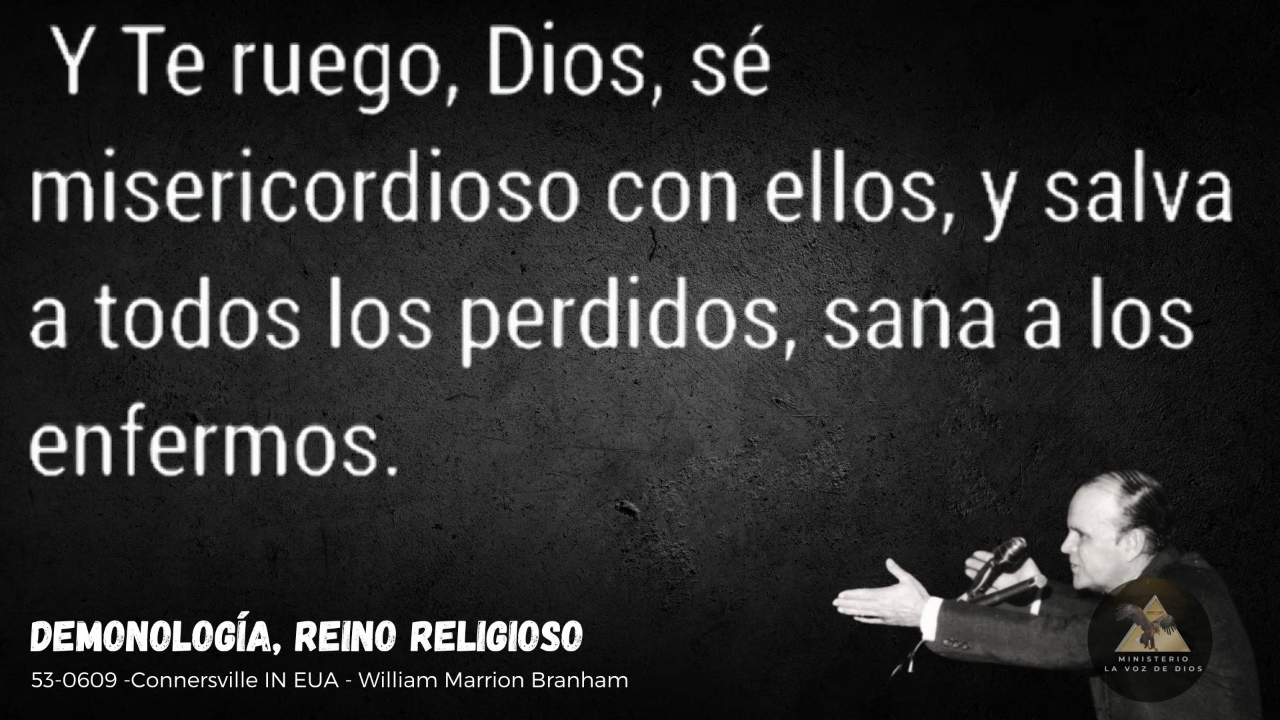 Y Te ruego, Dios, sé
misericordioso con ellos, y salva
a todos los perdidos, sana a los
enfermos.
DEMONOLOGÍA, REINO RELIGIOSO
53-0609 -Connersville IN EUA - William Marrion Branham
MINISTERIO
LA VOZ DE DIOS